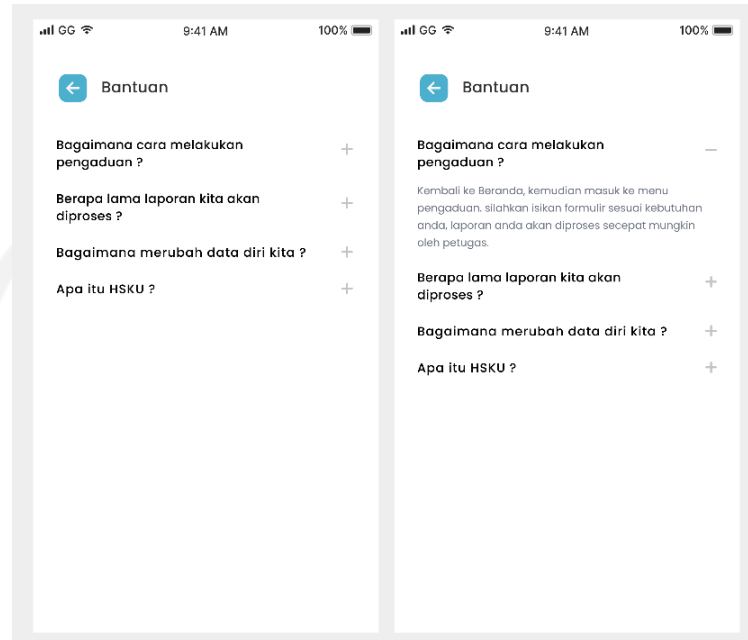 GG 9:41 AM 100%
Bantuan
Bagaimana cara melakukan
pengaduan ?
Berapa lama laporan kita akan
diproses ?
Bagaimana merubah data diri kita ?
Apa itu HSKU ?
GG 9:41 AM 100%
Bantuan
Bagaimana cara melakukan
pengaduan ?
Kembali ke Beranda, kemudian masuk ke menu
pengaduan. silahkan isikan formulir sesuai kebutuhan
anda, laporan anda akan diproses secepat mungkin
oleh petugas.
Berapa lama laporan kita akan
diproses ?
Bagaimana merubah data diri kita ?
Apa itu HSKU ?